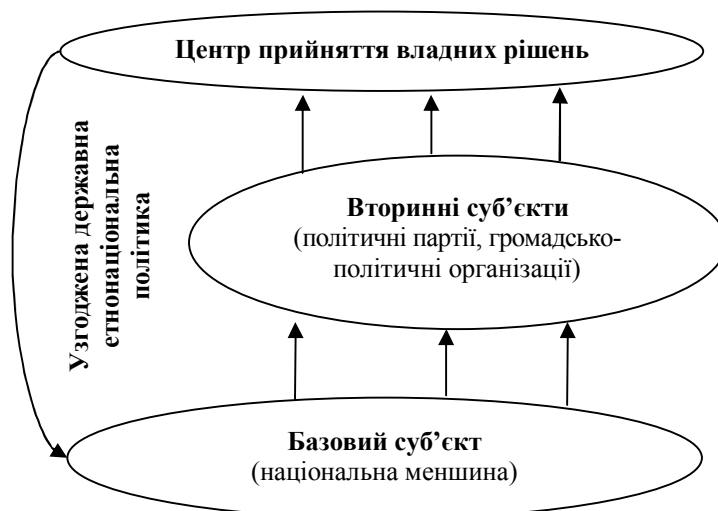 Центр прийняття владних рішень
Узгоджена державна
етнонаціональна
політика
Вторинні суб’єкти
(політичні партії, громадсько-
політичні організації)
Базовий суб’єкт
(національна меншина)